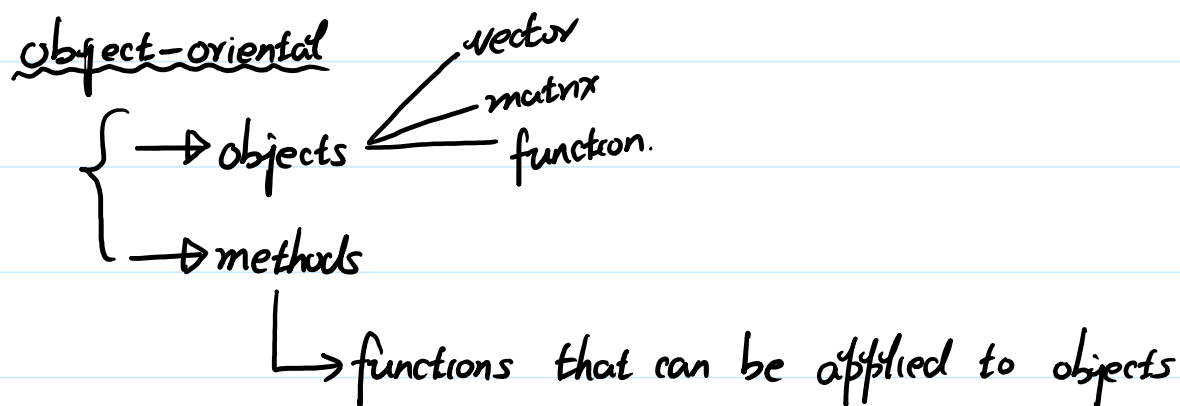 object-oriental
vector
matrix
objects
function.
methods
functions that can be applied to objects